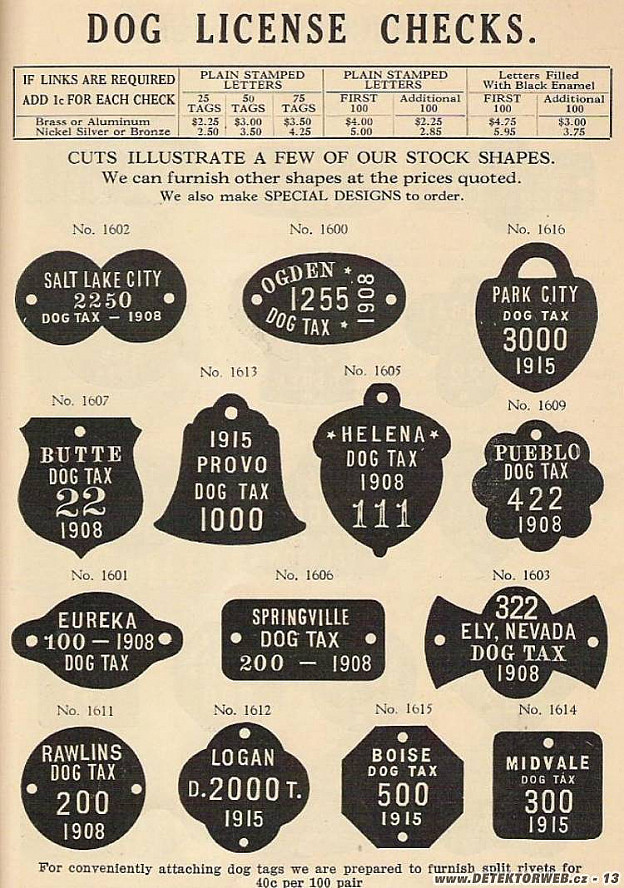 DOG LICENSE CHECKS.
IF LINKS ARE REQUIRED
ADD 1c FOR EACH CHECK
PLAIN STAMPED LETTERS
PLAIN STAMPED LETTERS
Letters Filled With Black Enamel
25 TAGS 50 TAGS 75 TAGS FIRST 100 Additional 100 FIRST 100 Additional 100
Brass or Aluminum $2.25 $3.00 $3.50 $4.00 $2.25 $4.75 $3.00
Nickel Silver or Bronze 2.50 3.50 4.25 5.00 2.85 5.95 3.75
CUTS ILLUSTRATE A FEW OF OUR STOCK SHAPES.
We can furnish other shapes at the prices quoted.
We also make SPECIAL DESIGNS to order.
No. 1602
SALT LAKE CITY
2250
DOG TAX — 1908
No. 1600
OGDEN ★
1255
DOG TAX ★
1908
No. 1616
PARK CITY
DOG TAX
3000
1915
No. 1607
BUTTE
DOG TAX
22
1908
No. 1613
1915
PROVO
DOG TAX
1000
No. 1605
★ HELENA ★
DOG TAX
1908
111
No. 1609
PUEBLO
DOG TAX
422
1908
No. 1601
EUREKA
100 — 1908
DOG TAX
No. 1606
SPRINGVILLE
DOG TAX
200 — 1908
No. 1603
322
ELY, NEVADA
DOG TAX
1908
No. 1611
RAWLINS
DOG TAX
200
1908
No. 1612
LOGAN
D. 2000 T.
1915
No. 1615
BOISE
DOG TAX
500
1915
No. 1614
MIDVALE
DOG TAX
300
1915
For conveniently attaching dog tags we are prepared to furnish split rivets for
40c per 100 pair
www.DETEKTORWEB.cz - 13